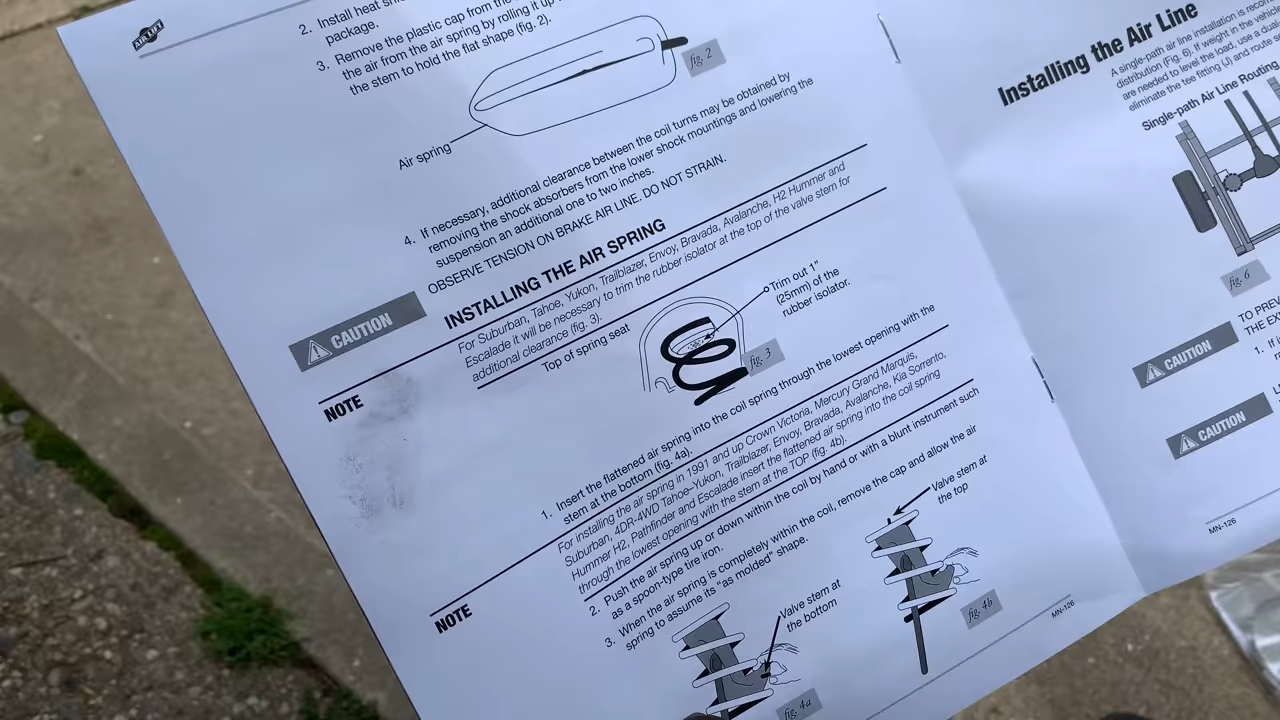 AIR LIFT
2. Install heat
package.
3. Remove the plastic cap from the
the air from the air spring by rolling it up
the stem to hold the flat shape (fig. 2).
fig. 2
Air spring
4. If necessary, additional clearance between the coil turns may be obtained by
removing the shock absorbers from the lower shock mountings and lowering the
suspension an additional one to two inches.
CAUTION
OBSERVE TENSION ON BRAKE AIR LINE. DO NOT STRAIN.
INSTALLING THE AIR SPRING
NOTE
For Suburban, Tahoe, Yukon, Trailblazer, Envoy, Bravada, Avalanche, H2 Hummer and
Escalade it will be necessary to trim the rubber isolator at the top of the valve stem for
additional clearance (fig. 3).
Top of spring seat
Trim out 1"
(25mm) of the
rubber isolator.
fig. 3
1. Insert the flattened air spring into the coil spring through the lowest opening with the
stem at the bottom (fig. 4a).
NOTE
For installing the air spring in 1991 and up Crown Victoria, Mercury Grand Marquis,
Suburban, 4DR-4WD Tahoe-Yukon, Trailblazer, Envoy, Bravada, Avalanche, Kia Sorrento,
Hummer H2, Pathfinder and Escalade insert the flattened air spring into the coil spring
through the lowest opening with the stem at the TOP (fig. 4b).
2. Push the air spring up or down within the coil by hand or with a blunt instrument such
as a spoon-type tire iron.
3. When the air spring is completely within the coil, remove the cap and allow the air
spring to assume its "as molded" shape.
Valve stem at
the bottom
fig. 4a
Valve stem at
the top
fig. 4b
MN-126
Installing the Air Line
A single-path air line installation is
distribution (Fig. 6). If weight in the
are needed to level the load, use a
eliminate the tee fitting (J) and route
Single-path Air Line Routing
fig. 6
CAUTION
TO
THE
1. If
CAUTION
MN-126